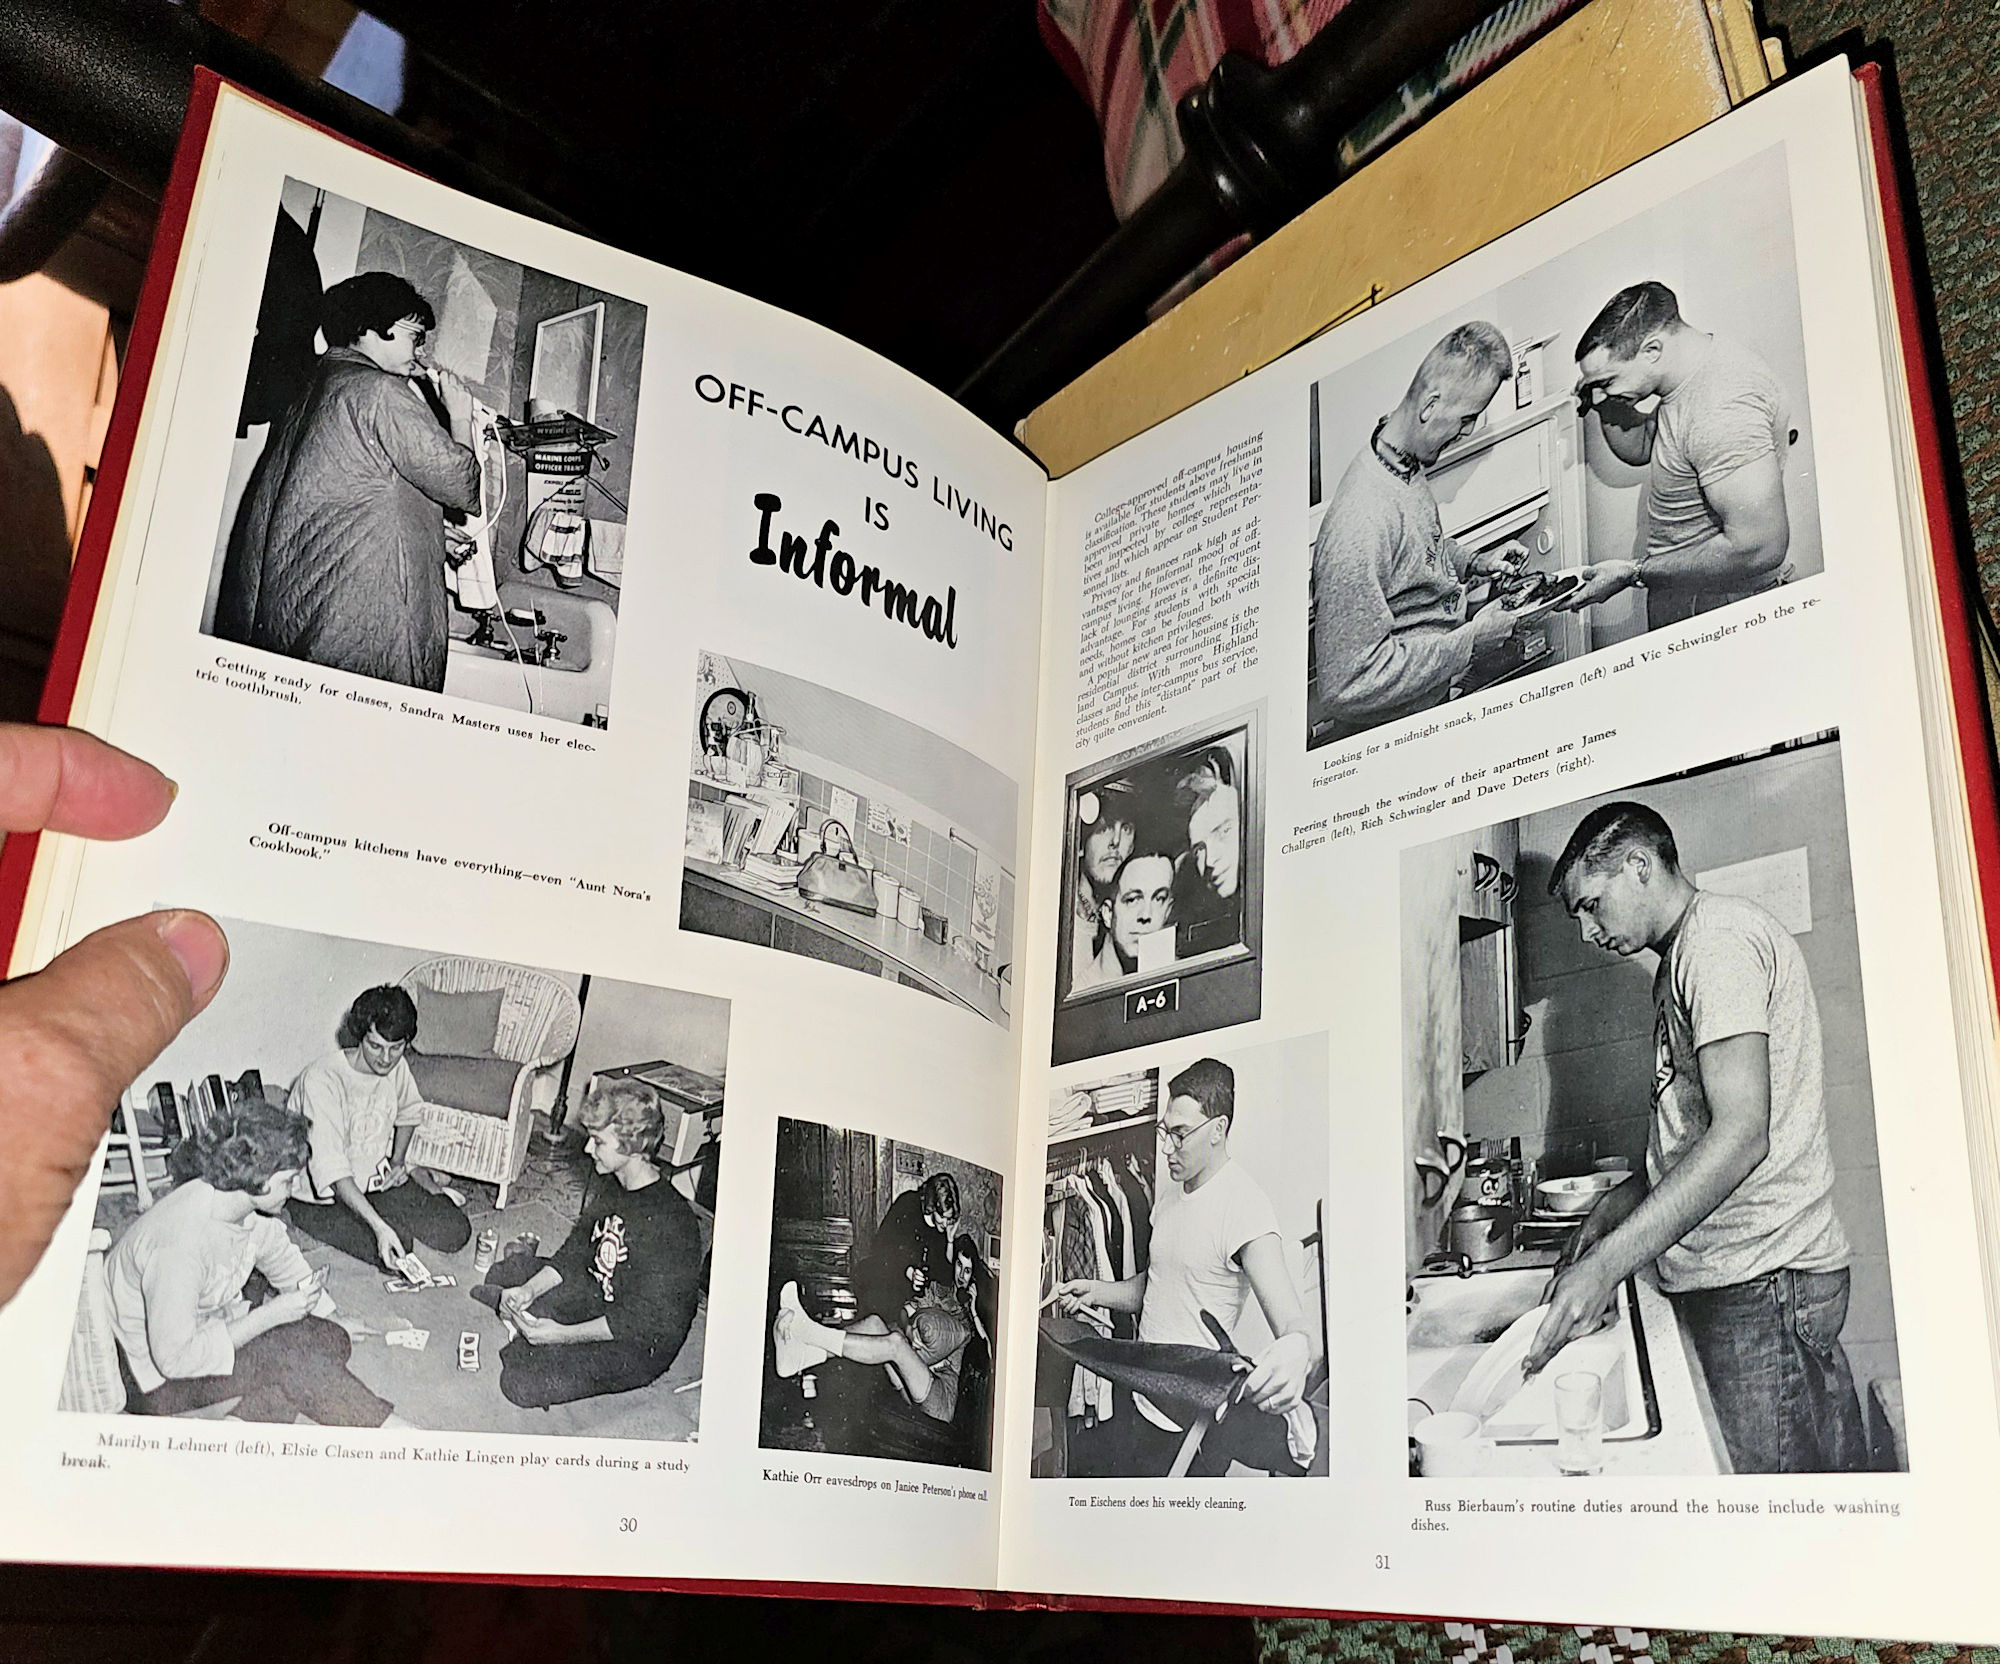 OFF-CAMPUS LIVING
IS
Informal
MARINE CORPS
Getting ready for classes, Sandra Masters uses her elec-
tric toothbrush.
Off-campus kitchens have everything—even "Aunt Nora's
Cookbook."
Marilyn Lehnert (left), Elsie Clasen and Kathie Lingen play cards during a study
break.
Kathie Orr eavesdrops on Janice Peterson's phone call.
30
College-approved off-campus housing
is available for students above freshman
classification. These students may live in
approved private homes which have
been inspected by college representa-
tives and which appear on Student Per-
sonnel lists.
Privacy and finances rank high as ad-
vantages for the informal mood of off-
campus living. However, the frequent
lack of lounging areas is a definite dis-
advantage. For students with special
needs, homes can be found both with
and without kitchen privileges.
A popular new area for housing is the
residential district surrounding High-
land Campus. With more Highland
classes and the inter-campus bus service,
students find this "distant" part of the
city quite convenient.
Looking for a midnight snack, James Challgren (left) and Vic Schwingler rob the re-
frigerator.
Peering through the window of their apartment are James
Challgren (left), Rich Schwingler and Dave Deters (right).
A-6
Tom Eischens does his weekly cleaning.
Russ Bierbaum's routine duties around the house include washing
dishes.
31